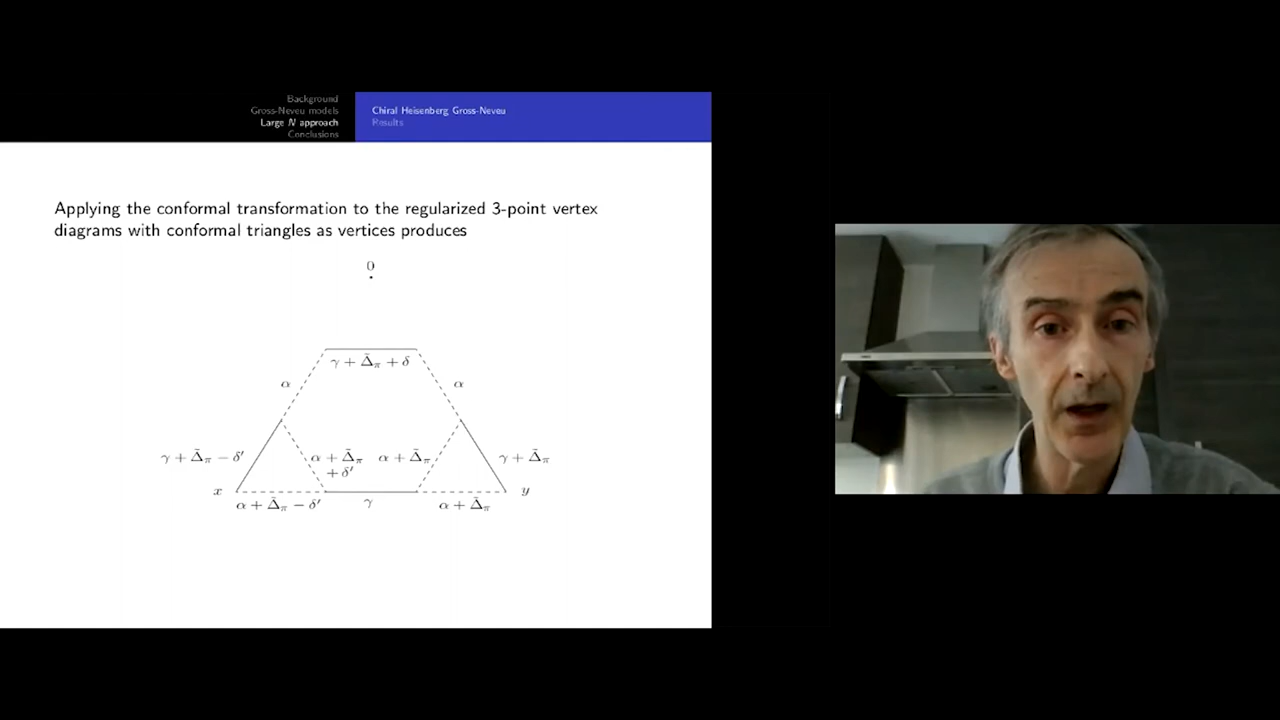 Background
Gross-Neveu models
Large N approach
Conclusions
Chiral Heisenberg Gross-Neveu
Results
Applying the conformal transformation to the regularized 3-point vertex
diagrams with conformal triangles as vertices produces
0
γ + Δ̃π + δ
α
α
γ + Δ̃π − δ′
α + Δ̃π
+ δ′
α + Δ̃π
γ + Δ̃π
x
y
α + Δ̃π − δ′
γ
α + Δ̃π